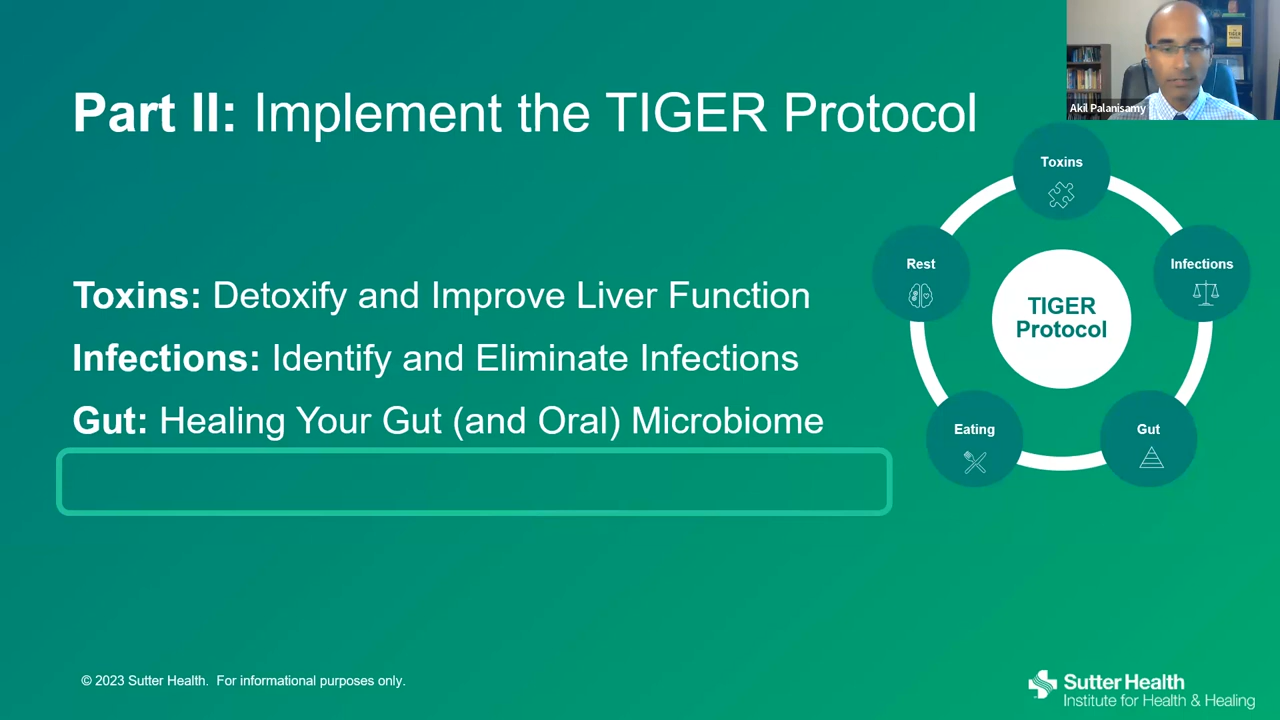 Part II: Implement the TIGER Protocol
Akil Palanisamy
Toxins
Rest
Infections
TIGER
Protocol
Eating
Gut
Toxins: Detoxify and Improve Liver Function
Infections: Identify and Eliminate Infections
Gut: Healing Your Gut (and Oral) Microbiome
© 2023 Sutter Health. For informational purposes only.
Sutter Health
Institute for Health & Healing